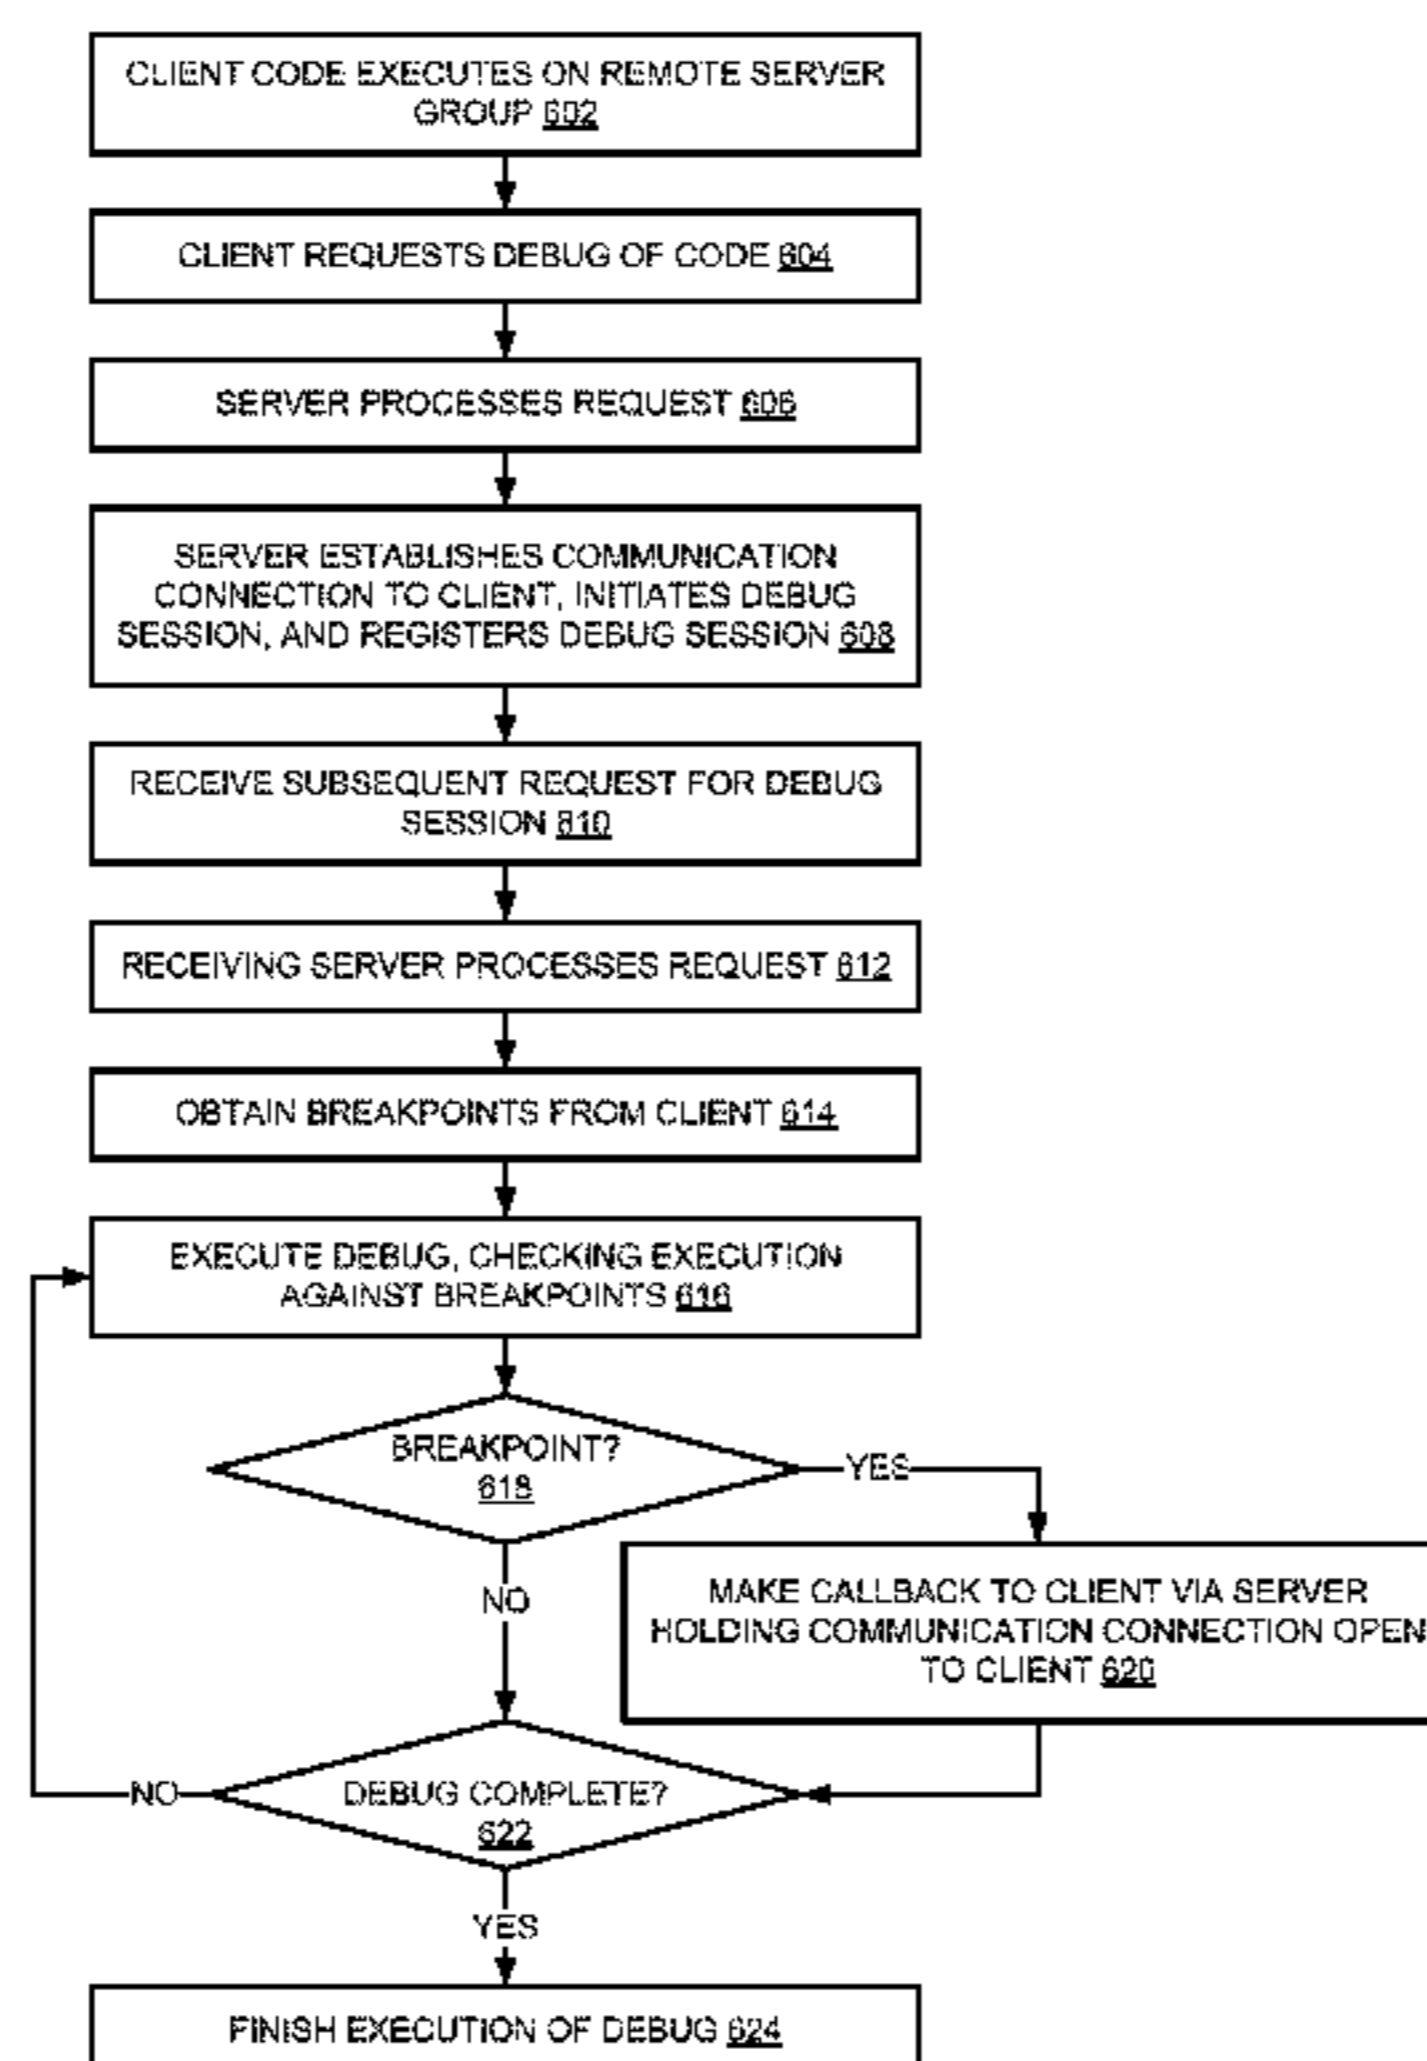 CLIENT CODE EXECUTES ON REMOTE SERVER
GROUP 602
CLIENT REQUESTS DEBUG OF CODE 604
SERVER PROCESSES REQUEST 606
SERVER ESTABLISHES COMMUNICATION
CONNECTION TO CLIENT, INITIATES DEBUG
SESSION, AND REGISTERS DEBUG SESSION 608
RECEIVE SUBSEQUENT REQUEST FOR DEBUG
SESSION 610
RECEIVING SERVER PROCESSES REQUEST 612
OBTAIN BREAKPOINTS FROM CLIENT 614
EXECUTE DEBUG, CHECKING EXECUTION
AGAINST BREAKPOINTS 616
BREAKPOINT?
618
YES
NO
MAKE CALLBACK TO CLIENT VIA SERVER
HOLDING COMMUNICATION CONNECTION OPEN
TO CLIENT 620
NO
DEBUG COMPLETE?
622
YES
FINISH EXECUTION OF DEBUG 624